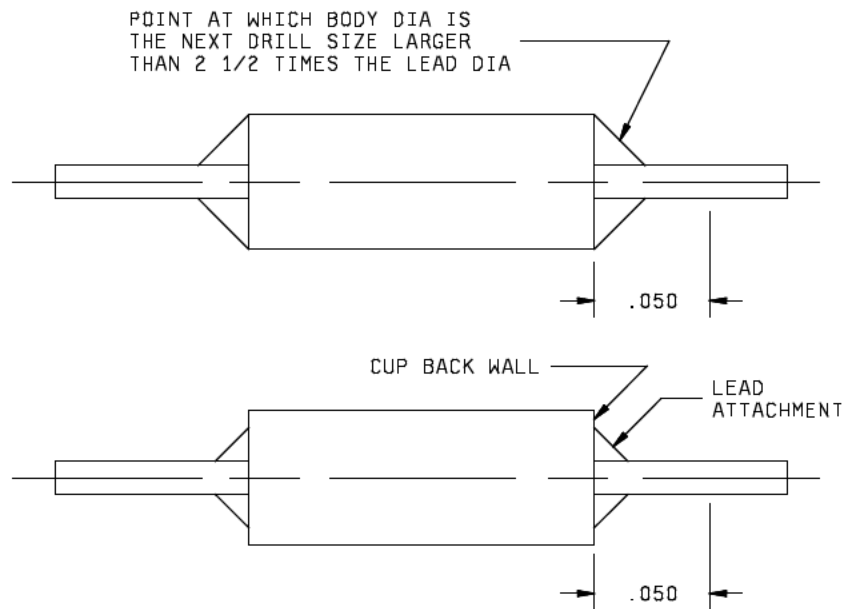 POINT AT WHICH BODY DIA IS
THE NEXT DRILL SIZE LARGER
THAN 2 1/2 TIMES THE LEAD DIA
.050
CUP BACK WALL
LEAD
ATTACHMENT
.050